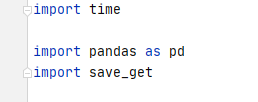 import time
import pandas as pd
import save_get